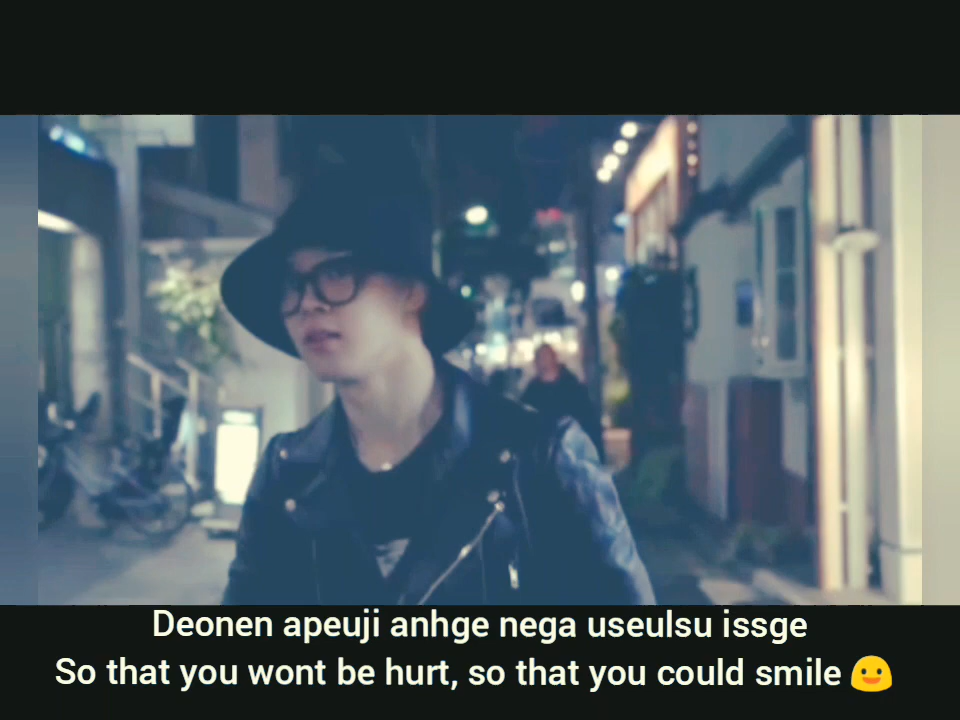 Deonen apeuji anhge nega useulsu issge
So that you wont be hurt, so that you could smile 😃